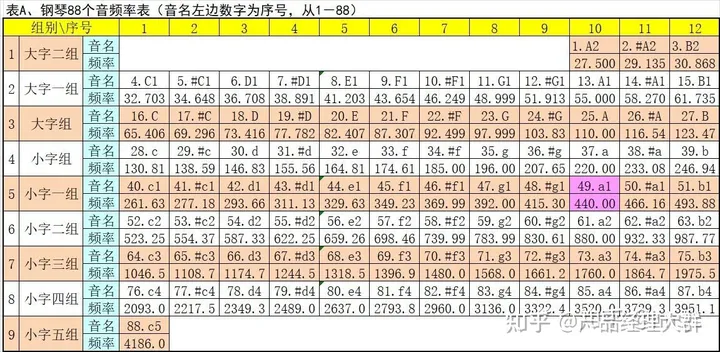 表A、钢琴88个音频率表（音名左边数字为序号，从1－88）
组别\序号 1 2 3 4 5 6 7 8 9 10 11 12
1 大字二组 音名 1.A2 2.#A2 3.B2
频率 27.500 29.135 30.868
2 大字一组 音名 4.C1 5.#C1 6.D1 7.#D1 8.E1 9.F1 10.#F1 11.G1 12.#G1 13.A1 14.#A1 15.B1
频率 32.703 34.648 36.708 38.891 41.203 43.654 46.249 48.999 51.913 55.000 58.270 61.735
3 大字组 音名 16.C 17.#C 18.D 19.#D 20.E 21.F 22.#F 23.G 24.#G 25.A 26.#A 27.B
频率 65.406 69.296 73.416 77.782 82.407 87.307 92.499 97.999 103.83 110.00 116.54 123.47
4 小字组 音名 28.c 29.#c 30.d 31.#d 32.e 33.f 34.#f 35.g 36.#g 37.a 38.#a 39.b
频率 130.81 138.59 146.83 155.56 164.81 174.61 185.00 196.00 207.65 220.00 233.08 246.94
5 小字一组 音名 40.c1 41.#c1 42.d1 43.#d1 44.e1 45.f1 46.#f1 47.g1 48.#g1 49.a1 50.#a1 51.b1
频率 261.63 277.18 293.66 311.13 329.63 349.23 369.99 392.00 415.30 440.00 466.16 493.88
6 小字二组 音名 52.c2 53.#c2 54.d2 55.#d2 56.e2 57.f2 58.#f2 59.g2 60.#g2 61.a2 62.#a2 63.b2
频率 523.25 554.37 587.33 622.25 659.26 698.46 739.99 783.99 830.61 880.00 932.33 987.77
7 小字三组 音名 64.c3 65.#c3 66.d3 67.#d3 68.e3 69.f3 70.#f3 71.g3 72.#g3 73.a3 74.#a3 75.b3
频率 1046.5 1108.7 1174.7 1244.5 1318.5 1396.9 1480.0 1568.0 1661.2 1760.0 1864.7 1975.5
8 小字四组 音名 76.c4 77.#c4 78.d4 79.#d4 80.e4 81.f4 82.#f4 83.g4 84.#g4 85.a4 86.#a4 87.b4
频率 2093.0 2217.5 2349.3 2489.0 2637.0 2793.8 2960.0 3136.0 3322.4 3520.0 3729.3 3951.1
9 小字五组 音名 88.c5
频率 4186.0